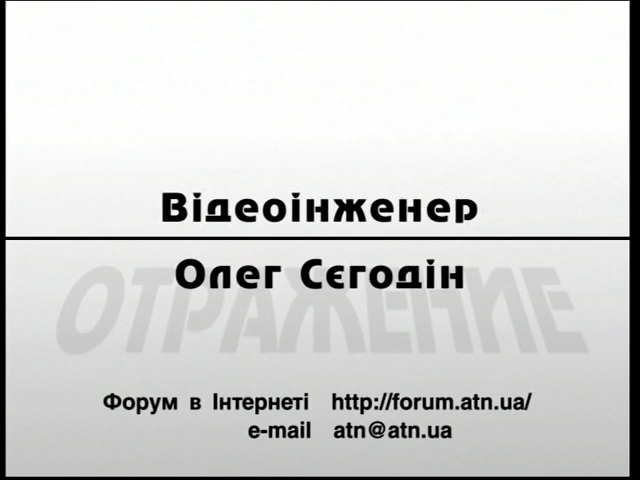 Відеоінженер
Олег Сєгодін
ОТРАЖЕНИЕ
Форум в Інтернеті http://forum.atn.ua/
e-mail atn@atn.ua